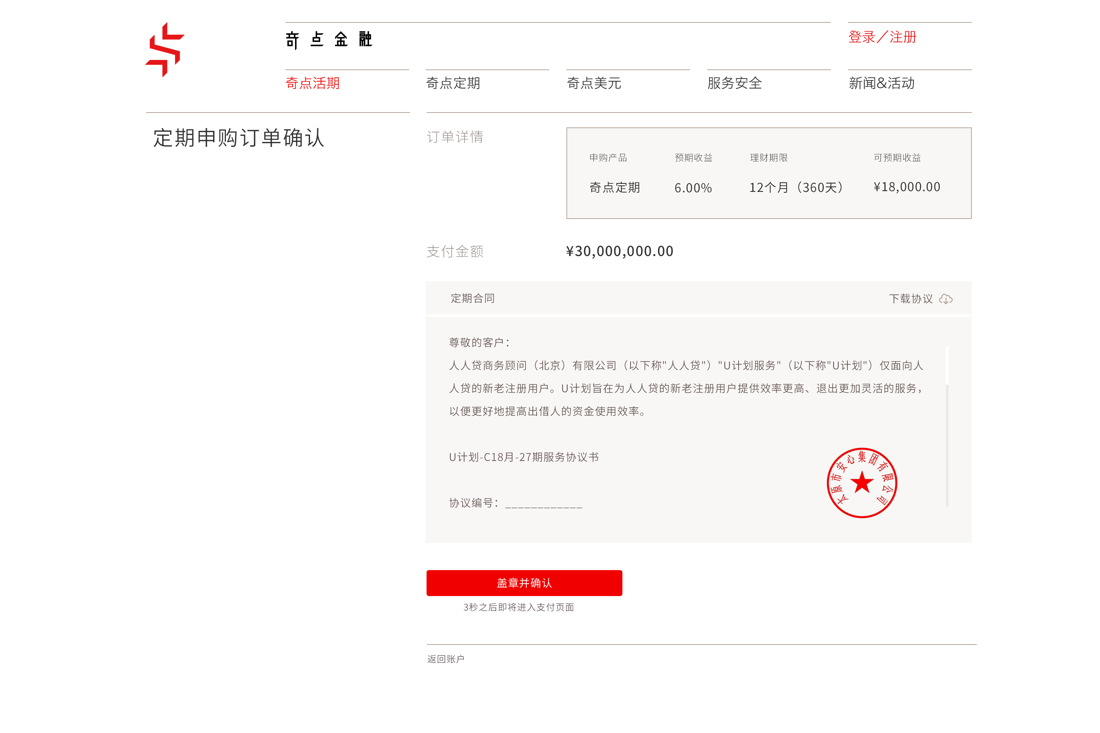 奇点金融
登录／注册
奇点活期
奇点定期
奇点美元
服务安全
新闻&活动
定期申购订单确认
订单详情
申购产品 预期收益 理财期限 可预期收益
奇点定期 6.00% 12个月（360天） ¥18,000.00
支付金额
¥30,000,000.00
定期合同
下载协议
尊敬的客户：
人人贷商务顾问（北京）有限公司（以下称"人人贷"）"U计划服务"（以下称"U计划"）仅面向人
人贷的新老注册用户。U计划旨在为人人贷的新老注册用户提供效率更高、退出更加灵活的服务，
以便更好地提高出借人的资金使用效率。
U计划-C18月-27期服务协议书
协议编号：____________
太原市安心集团有限公司
盖章并确认
3秒之后即将进入支付页面
返回账户